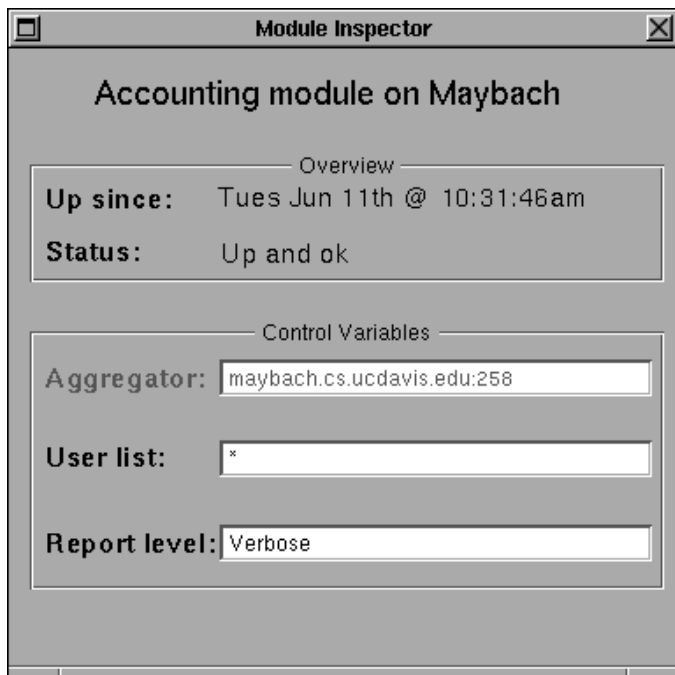 Module Inspector
Accounting module on Maybach
Overview
Up since: Tues Jun 11th @ 10:31:46am
Status: Up and ok
Control Variables
Aggregator: maybach.cs.ucdavis.edu:258
User list: *
Report level: Verbose